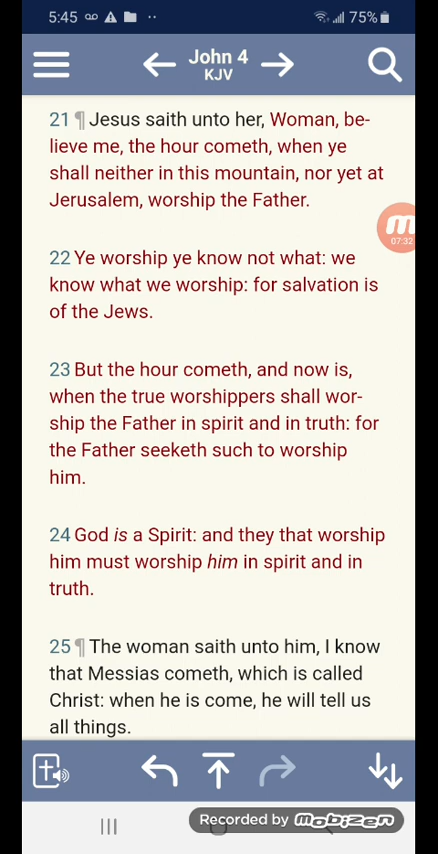 5:45
75%
John 4
KJV
21 ¶ Jesus saith unto her, Woman, be-
lieve me, the hour cometh, when ye
shall neither in this mountain, nor yet at
Jerusalem, worship the Father.
m
07:32
22 Ye worship ye know not what: we
know what we worship: for salvation is
of the Jews.
23 But the hour cometh, and now is,
when the true worshippers shall wor-
ship the Father in spirit and in truth: for
the Father seeketh such to worship
him.
24 God is a Spirit: and they that worship
him must worship him in spirit and in
truth.
25 ¶ The woman saith unto him, I know
that Messias cometh, which is called
Christ: when he is come, he will tell us
all things.
Recorded by mobizen